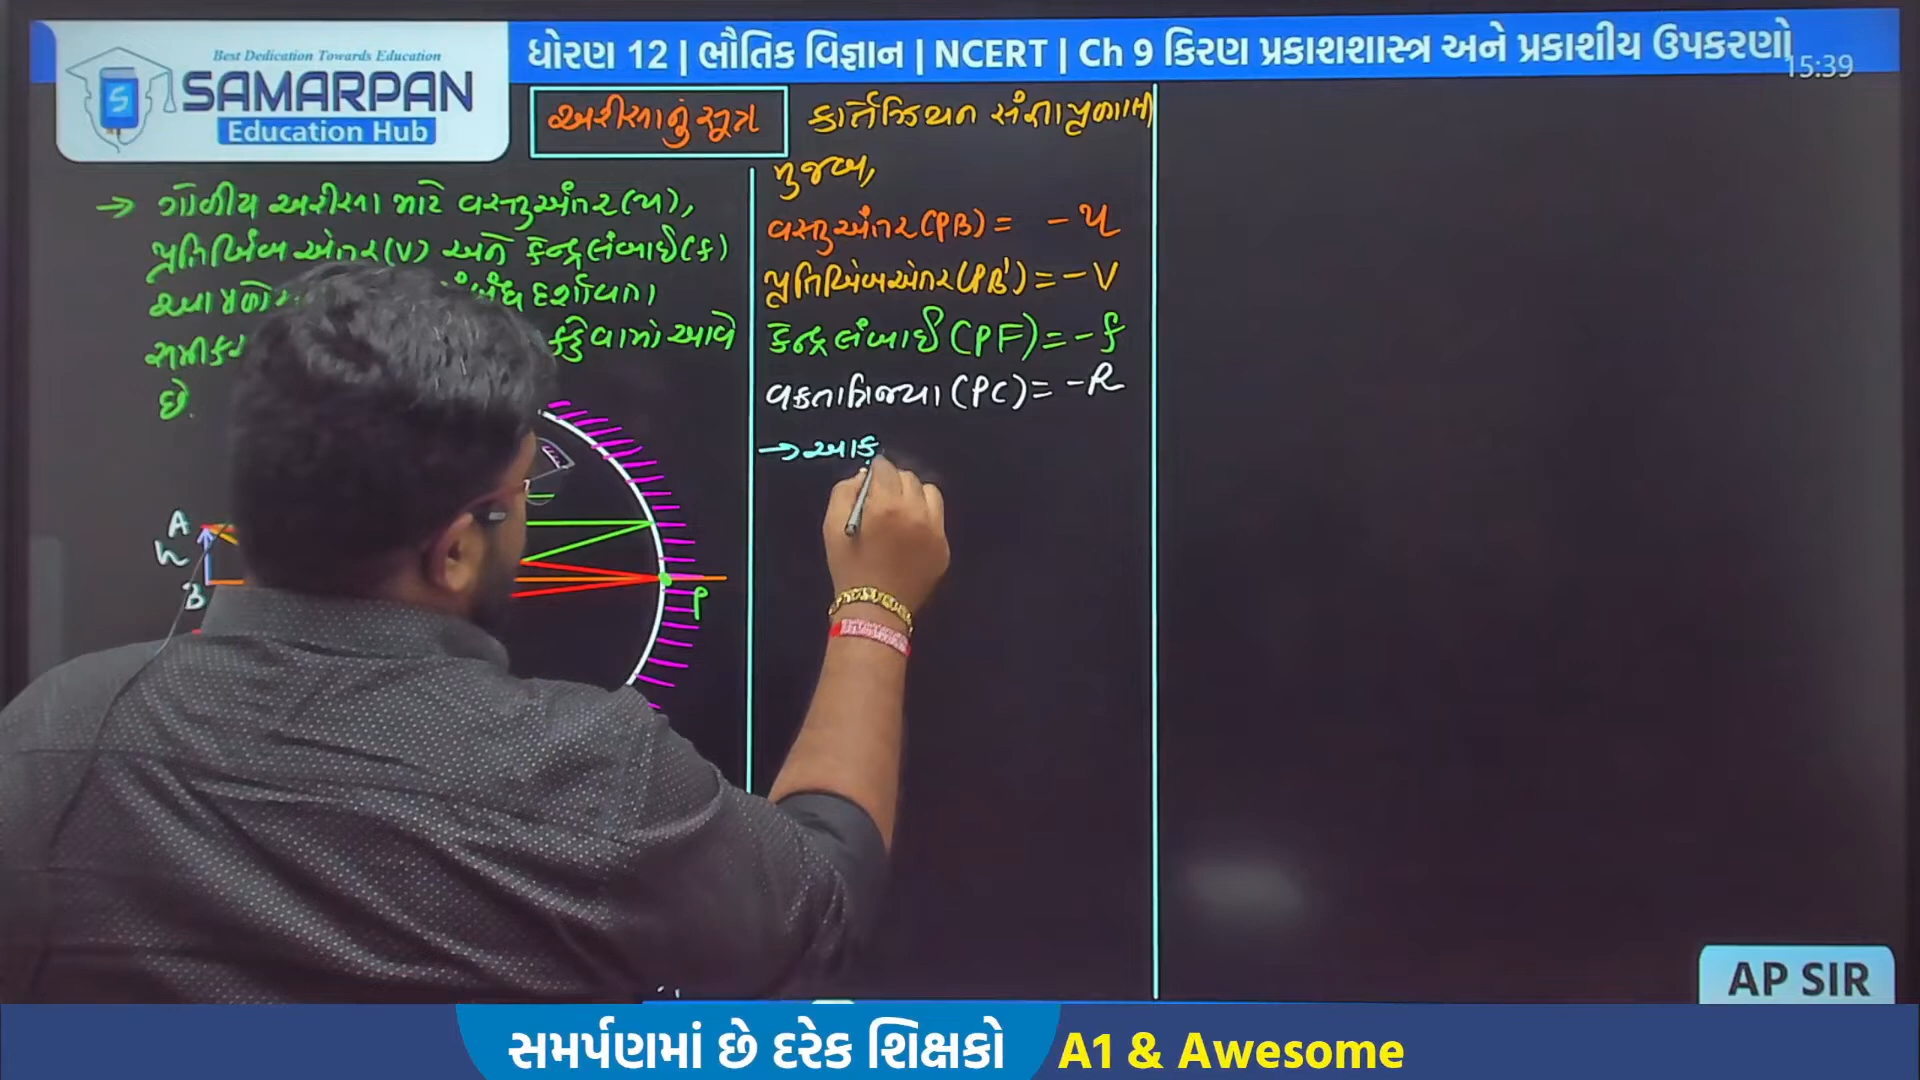 Best Dedication Towards Education
SAMARPAN
Education Hub
ધોરણ 12 | ભૌતિક વિજ્ઞાન | NCERT | Ch 9 કિરણ પ્રકાશશાસ્ત્ર અને પ્રકાશીય ઉપકરણો
15:39
અરીસાનું સૂત્ર
→ ગોળીય અરીસા માટે વસ્તુઅંતર(u),
પ્રતિબિંબ અંતર(v) અને કેન્દ્રલંબાઈ(f)
સંબંધ દર્શાવતા
કહેવામાં આવે
છે.
A
h
B
P
કાર્તેઝિયન સંજ્ઞાપ્રણાલી
મુજબ,
વસ્તુઅંતર(PB) = -u
પ્રતિબિંબઅંતર(PB') = -v
કેન્દ્રલંબાઈ(PF) = -f
વક્રતાત્રિજ્યા(PC) = -R
→ આકૃ
AP SIR
સમર્પણમાં છે દરેક શિક્ષકો A1 & Awesome